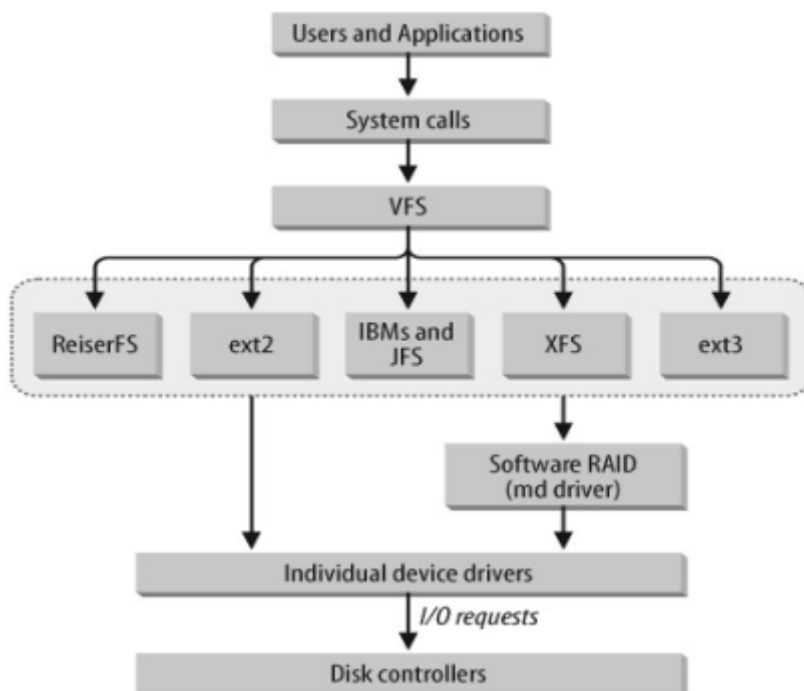 Users and Applications
System calls
VFS
ReiserFS
ext2
IBMs and
JFS
XFS
ext3
Software RAID
(md driver)
Individual device drivers
I/O requests
Disk controllers